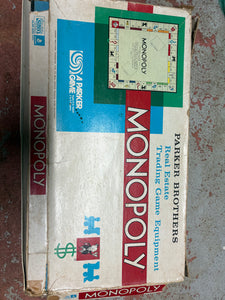 PARKER BROTHERS
Real Estate
Trading Game Equipment
MONOPOLY
MONOPOLY
A PARKER
GAME
$
MONOPOLY
MONOPOLY